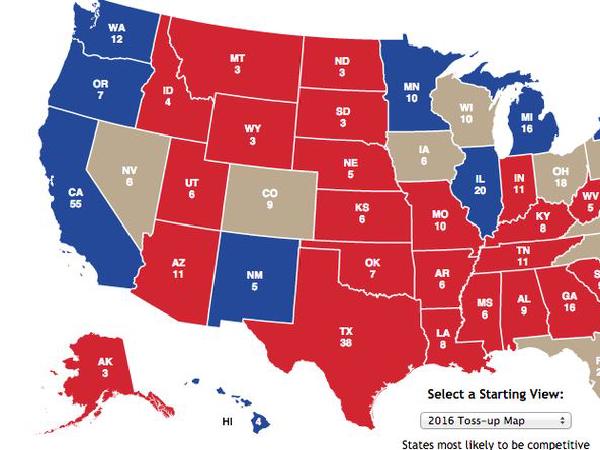 WA
12
OR
7
CA
55
NV
6
ID
4
MT
3
WY
3
UT
6
AZ
11
CO
9
NM
5
ND
3
SD
3
NE
5
KS
6
OK
7
TX
38
MN
10
IA
6
MO
10
AR
6
LA
8
WI
10
IL
20
MI
16
IN
11
OH
18
KY
8
WV
5
TN
11
MS
6
AL
9
GA
16
AK
3
HI
4
Select a Starting View:
2016 Toss-up Map
States most likely to be competitive